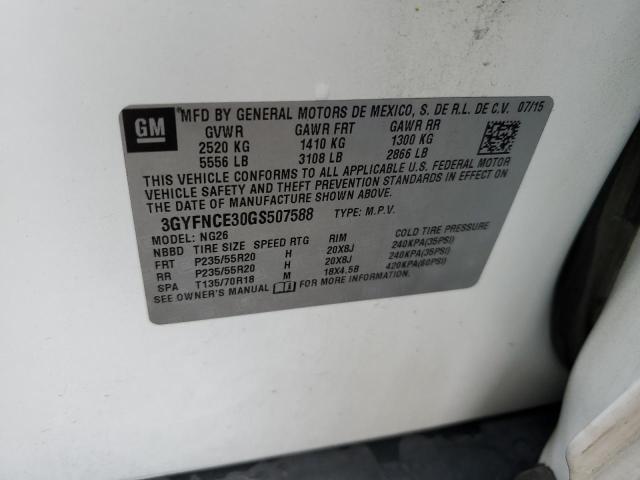 GM
MFD BY GENERAL MOTORS DE MEXICO, S. DE R.L. DE C.V. 07/15
GVWR GAWR FRT GAWR RR
2520 KG 1410 KG 1300 KG
5556 LB 3108 LB 2866 LB
THIS VEHICLE CONFORMS TO ALL APPLICABLE U.S. FEDERAL MOTOR
VEHICLE SAFETY AND THEFT PREVENTION STANDARDS IN EFFECT ON
THE DATE OF MANUFACTURE SHOWN ABOVE.
3GYFNCE30GS507588 TYPE: M.P.V.
MODEL: NG26
NBBD TIRE SIZE SPEED RTG RIM COLD TIRE PRESSURE
FRT P235/55R20 H 20X8J 240KPA(35PSI)
RR P235/55R20 H 20X8J 240KPA(35PSI)
SPA T135/70R18 M 18X4.5B 420KPA(60PSI)
SEE OWNER'S MANUAL FOR MORE INFORMATION.